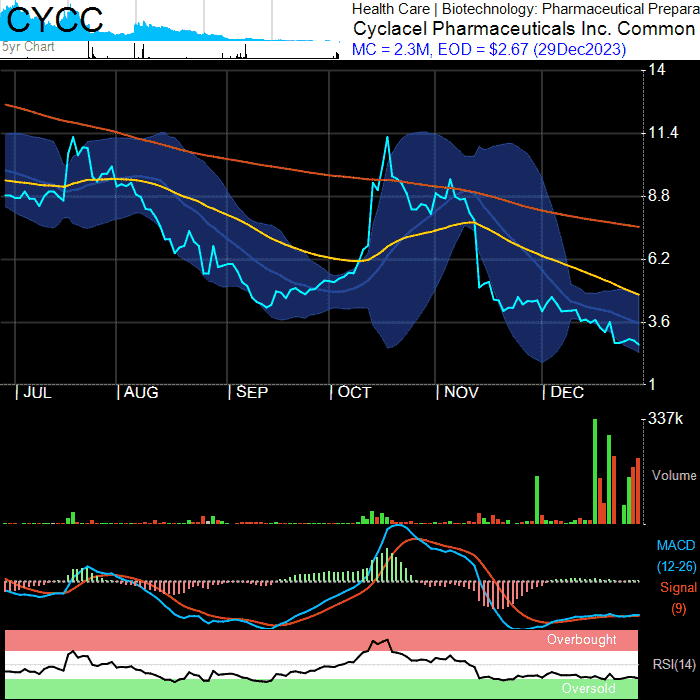 CYCC
5yr Chart
Health Care | Biotechnology: Pharmaceutical Prepara
Cyclacel Pharmaceuticals Inc. Common
MC = 2.3M, EOD = $2.67 (29Dec2023)
14
11.4
8.8
6.2
3.6
1
| JUL | AUG | SEP | OCT | NOV | DEC
337k
Volume
MACD
(12-26)
Signal
(9)
Overbought
RSI(14)
Oversold